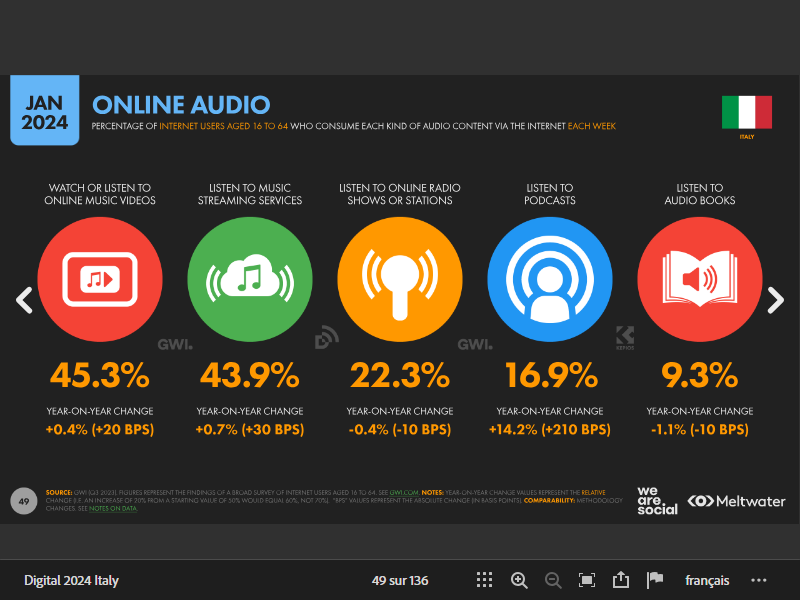 JAN
2024
ONLINE AUDIO
PERCENTAGE OF INTERNET USERS AGED 16 TO 64 WHO CONSUME EACH KIND OF AUDIO CONTENT VIA THE INTERNET EACH WEEK
ITALY
WATCH OR LISTEN TO
ONLINE MUSIC VIDEOS
LISTEN TO MUSIC
STREAMING SERVICES
LISTEN TO ONLINE RADIO
SHOWS OR STATIONS
LISTEN TO
PODCASTS
LISTEN TO
AUDIO BOOKS
GWI.
GWI.
KEPIOS
45.3%
43.9%
22.3%
16.9%
9.3%
YEAR-ON-YEAR CHANGE
+0.4% (+20 BPS)
YEAR-ON-YEAR CHANGE
+0.7% (+30 BPS)
YEAR-ON-YEAR CHANGE
-0.4% (-10 BPS)
YEAR-ON-YEAR CHANGE
+14.2% (+210 BPS)
YEAR-ON-YEAR CHANGE
-1.1% (-10 BPS)
49
SOURCE: GWI (Q3 2023). FIGURES REPRESENT THE FINDINGS OF A BROAD SURVEY OF INTERNET USERS AGED 16 TO 64. SEE GWI.COM. NOTES: YEAR-ON-YEAR CHANGE VALUES REPRESENT THE RELATIVE
CHANGE (I.E. AN INCREASE OF 20% FROM A STARTING VALUE OF 50% WOULD EQUAL 60%, NOT 70%). "BPS" VALUES REPRESENT THE ABSOLUTE CHANGE (IN BASIS POINTS). COMPARABILITY: METHODOLOGY
CHANGES. SEE NOTES ON DATA.
we
are.
social
Meltwater
Digital 2024 Italy
49 sur 136
français